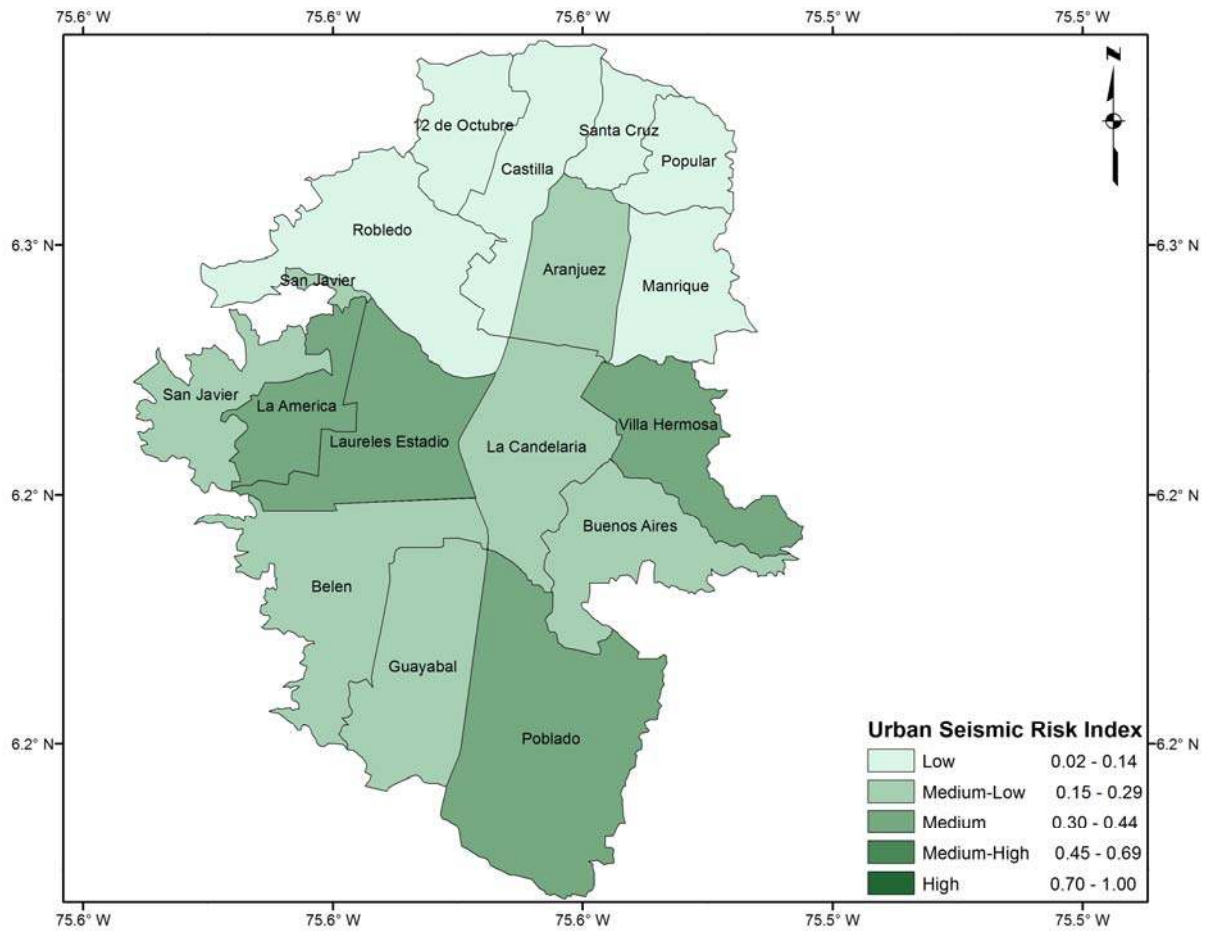 75.6° W 75.6° W 75.6° W 75.5° W 75.5° W
N
12 de Octubre
Santa Cruz
Castilla
Popular
Robledo
6.3° N 6.3° N
San Javier
Aranjuez
Manrique
San Javier
La America
Laureles Estadio
La Candelaria
Villa Hermosa
6.2° N 6.2° N
Buenos Aires
Belen
Guayabal
Poblado
6.2° N 6.2° N
Urban Seismic Risk Index
Low 0.02 - 0.14
Medium-Low 0.15 - 0.29
Medium 0.30 - 0.44
Medium-High 0.45 - 0.69
High 0.70 - 1.00
75.6° W 75.6° W 75.6° W 75.5° W 75.5° W